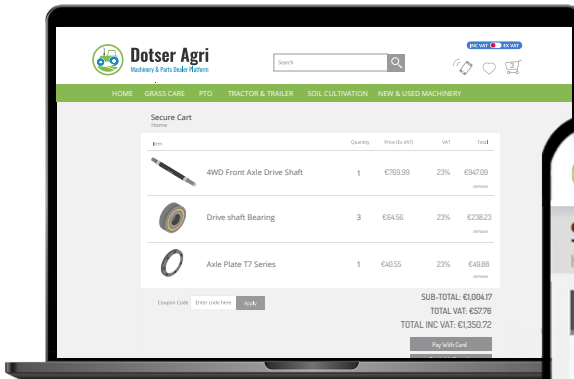 Dotser Agri
Machinery & Parts Dealer Platform
Search
INC VAT EX VAT
3
HOME GRASS CARE PTO TRACTOR & TRAILER SOIL CULTIVATION NEW & USED MACHINERY
Secure Cart
Home
Item Quantity Price (Ex VAT) VAT Total
4WD Front Axle Drive Shaft 1 €769.99 23% €947.09
remove
Drive shaft Bearing 3 €64.56 23% €238.23
remove
Axle Plate T7 Series 1 €40.55 23% €49.88
remove
Coupon Code Enter code here Apply
SUB-TOTAL: €1,004.17
TOTAL VAT: €57.76
TOTAL INC VAT: €1,350.72
Pay With Card